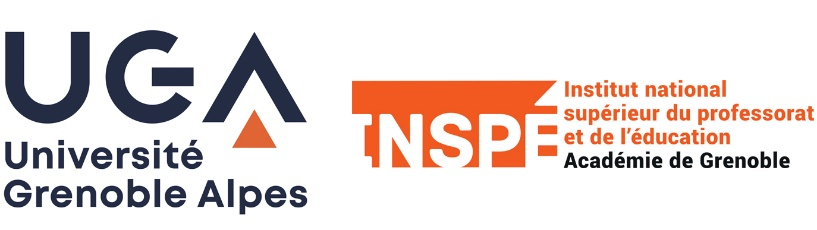 UGA
Université
Grenoble Alpes
INSPÉ
Institut national
supérieur du professorat
et de l'éducation
Académie de Grenoble